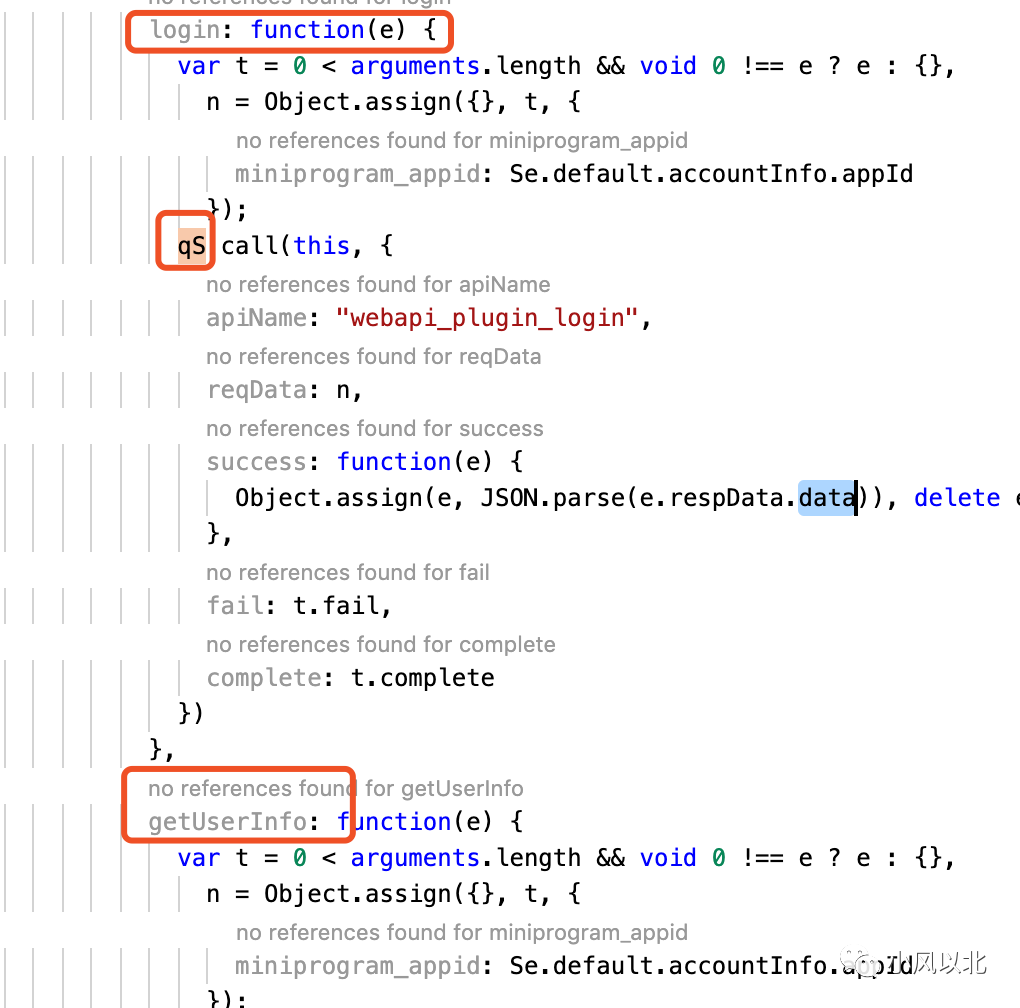 no references found for login
login: function(e) {
var t = 0 < arguments.length && void 0 !== e ? e : {},
n = Object.assign({}, t, {
no references found for miniprogram_appid
miniprogram_appid: Se.default.accountInfo.appId
});
qS call(this, {
no references found for apiName
apiName: "webapi_plugin_login",
no references found for reqData
reqData: n,
no references found for success
success: function(e) {
Object.assign(e, JSON.parse(e.respData.data)), delete e
},
no references found for fail
fail: t.fail,
no references found for complete
complete: t.complete
})
},
no references found for getUserInfo
getUserInfo: function(e) {
var t = 0 < arguments.length && void 0 !== e ? e : {},
n = Object.assign({}, t, {
no references found for miniprogram_appid
miniprogram_appid: Se.default.accountInfo.appId
小风以北
});